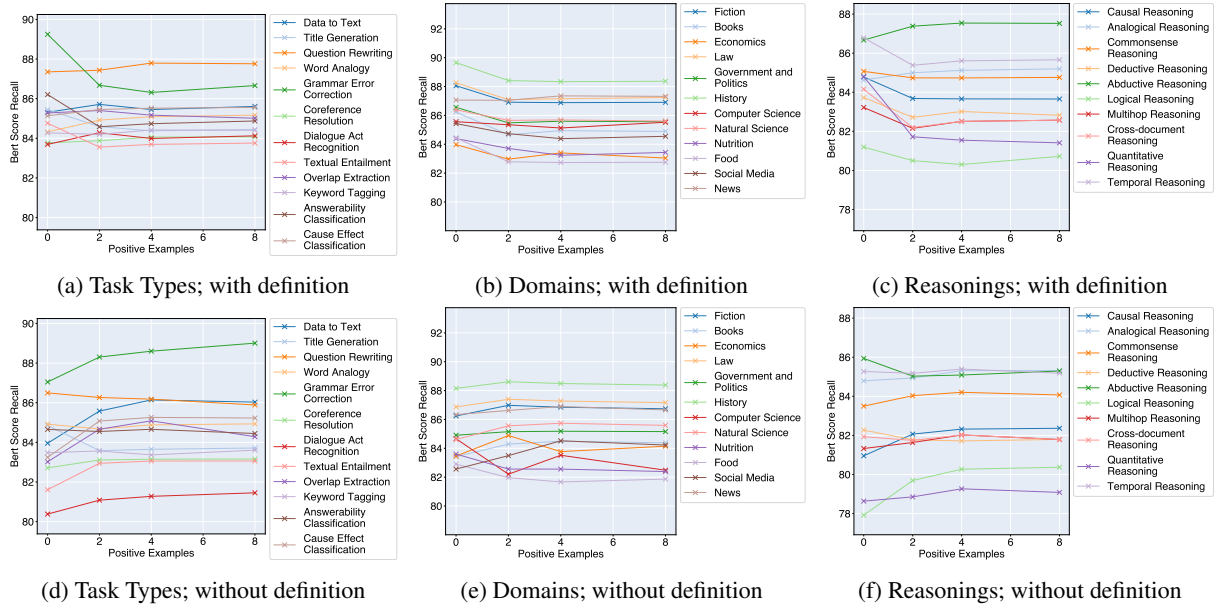 90
88
86
84
82
80
0
2
4
6
8
Bert Score Recall
Positive Examples
Data to Text
Title Generation
Question Rewriting
Word Analogy
Grammar Error
Correction
Coreference
Resolution
Dialogue Act
Recognition
Textual Entailment
Overlap Extraction
Keyword Tagging
Answerability
Classification
Cause Effect
Classification
(a) Task Types; with definition
92
90
88
86
84
82
80
0
2
4
6
8
Bert Score Recall
Positive Examples
Fiction
Books
Economics
Law
Government and
Politics
History
Computer Science
Natural Science
Nutrition
Food
Social Media
News
(b) Domains; with definition
88
86
84
82
80
78
0
2
4
6
8
Bert Score Recall
Positive Examples
Causal Reasoning
Analogical Reasoning
Commonsense
Reasoning
Deductive Reasoning
Abductive Reasoning
Logical Reasoning
Multihop Reasoning
Cross-document
Reasoning
Quantitative
Reasoning
Temporal Reasoning
(c) Reasonings; with definition
90
88
86
84
82
80
0
2
4
6
8
Bert Score Recall
Positive Examples
Data to Text
Title Generation
Question Rewriting
Word Analogy
Grammar Error
Correction
Coreference
Resolution
Dialogue Act
Recognition
Textual Entailment
Overlap Extraction
Keyword Tagging
Answerability
Classification
Cause Effect
Classification
(d) Task Types; without definition
92
90
88
86
84
82
80
0
2
4
6
8
Bert Score Recall
Positive Examples
Fiction
Books
Economics
Law
Government and
Politics
History
Computer Science
Natural Science
Nutrition
Food
Social Media
News
(e) Domains; without definition
88
86
84
82
80
78
0
2
4
6
8
Bert Score Recall
Positive Examples
Causal Reasoning
Analogical Reasoning
Commonsense
Reasoning
Deductive Reasoning
Abductive Reasoning
Logical Reasoning
Multihop Reasoning
Cross-document
Reasoning
Quantitative
Reasoning
Temporal Reasoning
(f) Reasonings; without definition